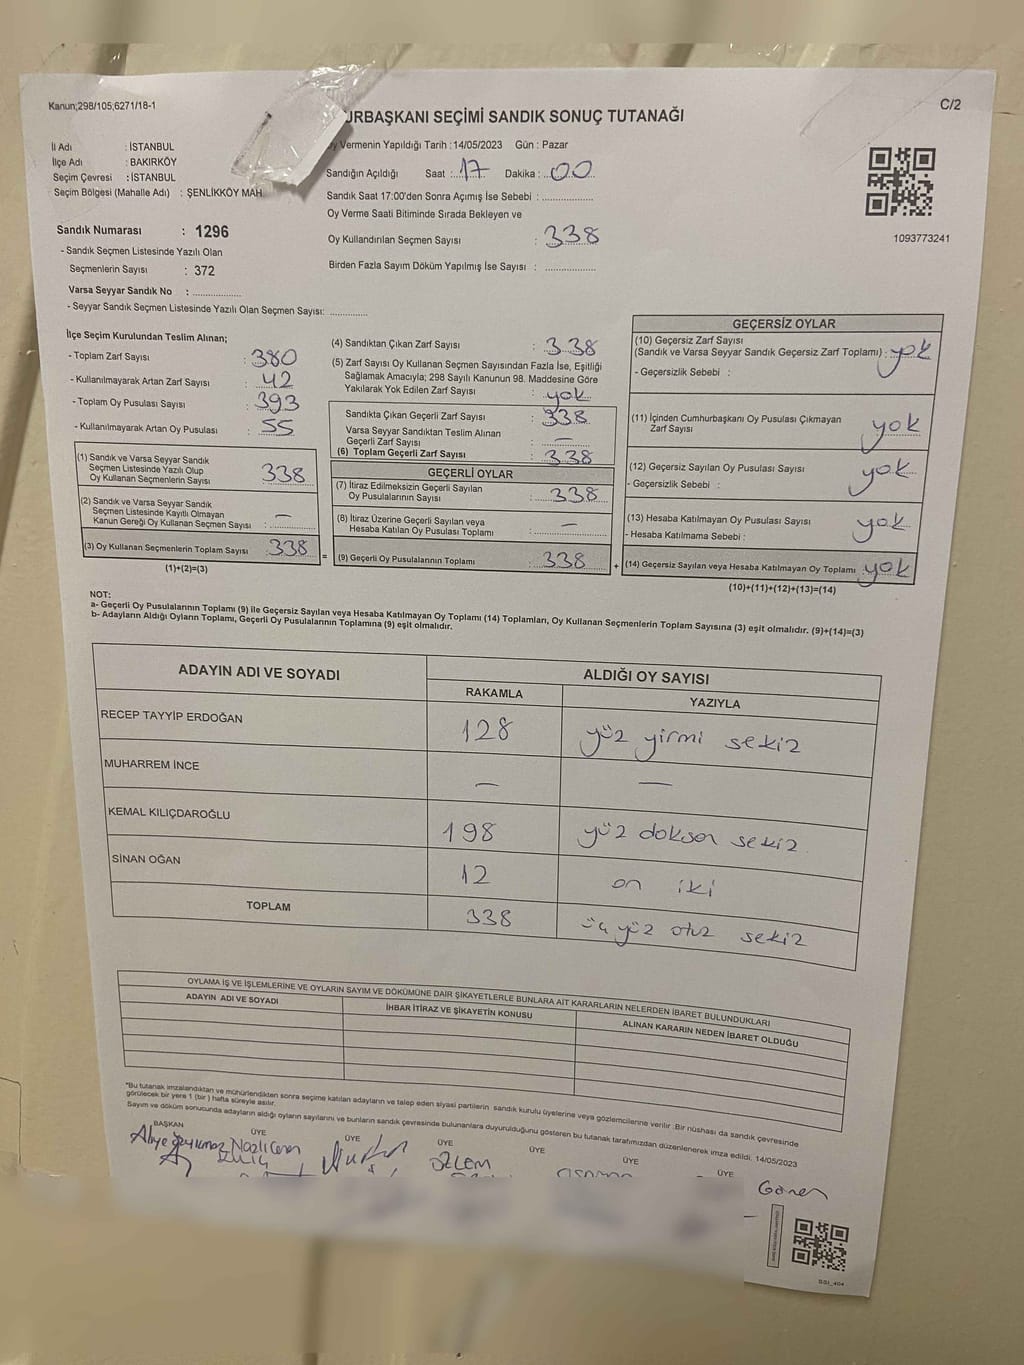 Kanun;298/105;6271/18-1
C/2
URBAŞKANI SEÇİMİ SANDIK SONUÇ TUTANAĞI
İl Adı : İSTANBUL
İlçe Adı : BAKIRKÖY
Seçim Çevresi : İSTANBUL
Seçim Bölgesi (Mahalle Adı) : ŞENLİKKÖY MAH.
Sandık Numarası : 1296
- Sandık Seçmen Listesinde Yazılı Olan
Seçmenlerin Sayısı : 372
Varsa Seyyar Sandık No :
- Seyyar Sandık Seçmen Listesinde Yazılı Olan Seçmen Sayısı:
Oy Vermenin Yapıldığı Tarih :14/05/2023 Gün : Pazar
Sandığın Açıldığı Saat : 17 Dakika : 00
Sandık Saat 17:00'den Sonra Açımış İse Sebebi :
Oy Verme Saati Bitiminde Sırada Bekleyen ve
Oy Kullandırılan Seçmen Sayısı : 338
Birden Fazla Sayım Döküm Yapılmış İse Sayısı :
1093773241
İlçe Seçim Kurulundan Teslim Alınan;
- Toplam Zarf Sayısı : 380
- Kullanılmayarak Artan Zarf Sayısı : 42
- Toplam Oy Pusulası Sayısı : 393
- Kullanılmayarak Artan Oy Pusulası : 55
(1) Sandık ve Varsa Seyyar Sandık
Seçmen Listesinde Yazılı Olup
Oy Kullanan Seçmenlerin Sayısı : 338
(2) Sandık ve Varsa Seyyar Sandık
Seçmen Listesinde Kayıtlı Olmayan
Kanun Gereği Oy Kullanan Seçmen Sayısı : —
(3) Oy Kullanan Seçmenlerin Toplam Sayısı : 338
(1)+(2)=(3)
=
(4) Sandıktan Çıkan Zarf Sayısı : 338
(5) Zarf Sayısı Oy Kullanan Seçmen Sayısından Fazla İse, Eşitliği
Sağlamak Amacıyla; 298 Sayılı Kanunun 98. Maddesine Göre
Yakılarak Yok Edilen Zarf Sayısı : yok
Sandıkta Çıkan Geçerli Zarf Sayısı : 338
Varsa Seyyar Sandıktan Teslim Alınan
Geçerli Zarf Sayısı : —
(6) Toplam Geçerli Zarf Sayısı : 338
GEÇERLİ OYLAR
(7) İtiraz Edilmeksizin Geçerli Sayılan
Oy Pusulalarının Sayısı : 338
(8) İtiraz Üzerine Geçerli Sayılan veya
Hesaba Katılan Oy Pusulası Toplamı : —
(9) Geçerli Oy Pusulalarının Toplamı : 338
+
GEÇERSİZ OYLAR
(10) Geçersiz Zarf Sayısı
(Sandık ve Varsa Seyyar Sandık Geçersiz Zarf Toplamı) : yok
- Geçersizlik Sebebi :
(11) İçinden Cumhurbaşkanı Oy Pusulası Çıkmayan
Zarf Sayısı : yok
(12) Geçersiz Sayılan Oy Pusulası Sayısı : yok
- Geçersizlik Sebebi :
(13) Hesaba Katılmayan Oy Pusulası Sayısı : yok
- Hesaba Katılmama Sebebi :
(14) Geçersiz Sayılan veya Hesaba Katılmayan Oy Toplamı : yok
(10)+(11)+(12)+(13)=(14)
NOT:
a- Geçerli Oy Pusulalarının Toplamı (9) ile Geçersiz Sayılan veya Hesaba Katılmayan Oy Toplamı (14) Toplamları, Oy Kullanan Seçmenlerin Toplam Sayısına (3) eşit olmalıdır. (9)+(14)=(3)
b- Adayların Aldığı Oyların Toplamı, Geçerli Oy Pusulalarının Toplamına (9) eşit olmalıdır.
ADAYIN ADI VE SOYADI
ALDIĞI OY SAYISI
RAKAMLA
YAZIYLA
RECEP TAYYİP ERDOĞAN 128 yüz yirmi sekiz
MUHARREM İNCE — —
KEMAL KILIÇDAROĞLU 198 yüz doksan sekiz
SİNAN OĞAN 12 on iki
TOPLAM 338 üç yüz otuz sekiz
OYLAMA İŞ VE İŞLEMLERİNE VE OYLARIN SAYIM VE DÖKÜMÜNE DAİR ŞİKAYETLERLE BUNLARA AİT KARARLARIN NELERDEN İBARET BULUNDUKLARI
ADAYIN ADI VE SOYADI
İHBAR İTİRAZ VE ŞİKAYETİN KONUSU
ALINAN KARARIN NEDEN İBARET OLDUĞU
*Bu tutanak imzalandıktan ve mühürlendikten sonra seçime katılan adayların ve talep eden siyasi partilerin sandık kurulu üyelerine veya gözlemcilerine verilir .Bir nüshası da sandık çevresinde
görülecek bir yere 1 (bir ) hafta süreyle asılır.
Sayım ve döküm sonucunda adayların aldığı oyların sayılarını ve bunların sandık çevresinde bulunanlara duyurulduğunu gösteren bu tutanak tarafımızdan düzenlenerek imza edildi. 14/05/2023
BAŞKAN ÜYE ÜYE ÜYE ÜYE ÜYE ÜYE
ÖZLEM
Gören